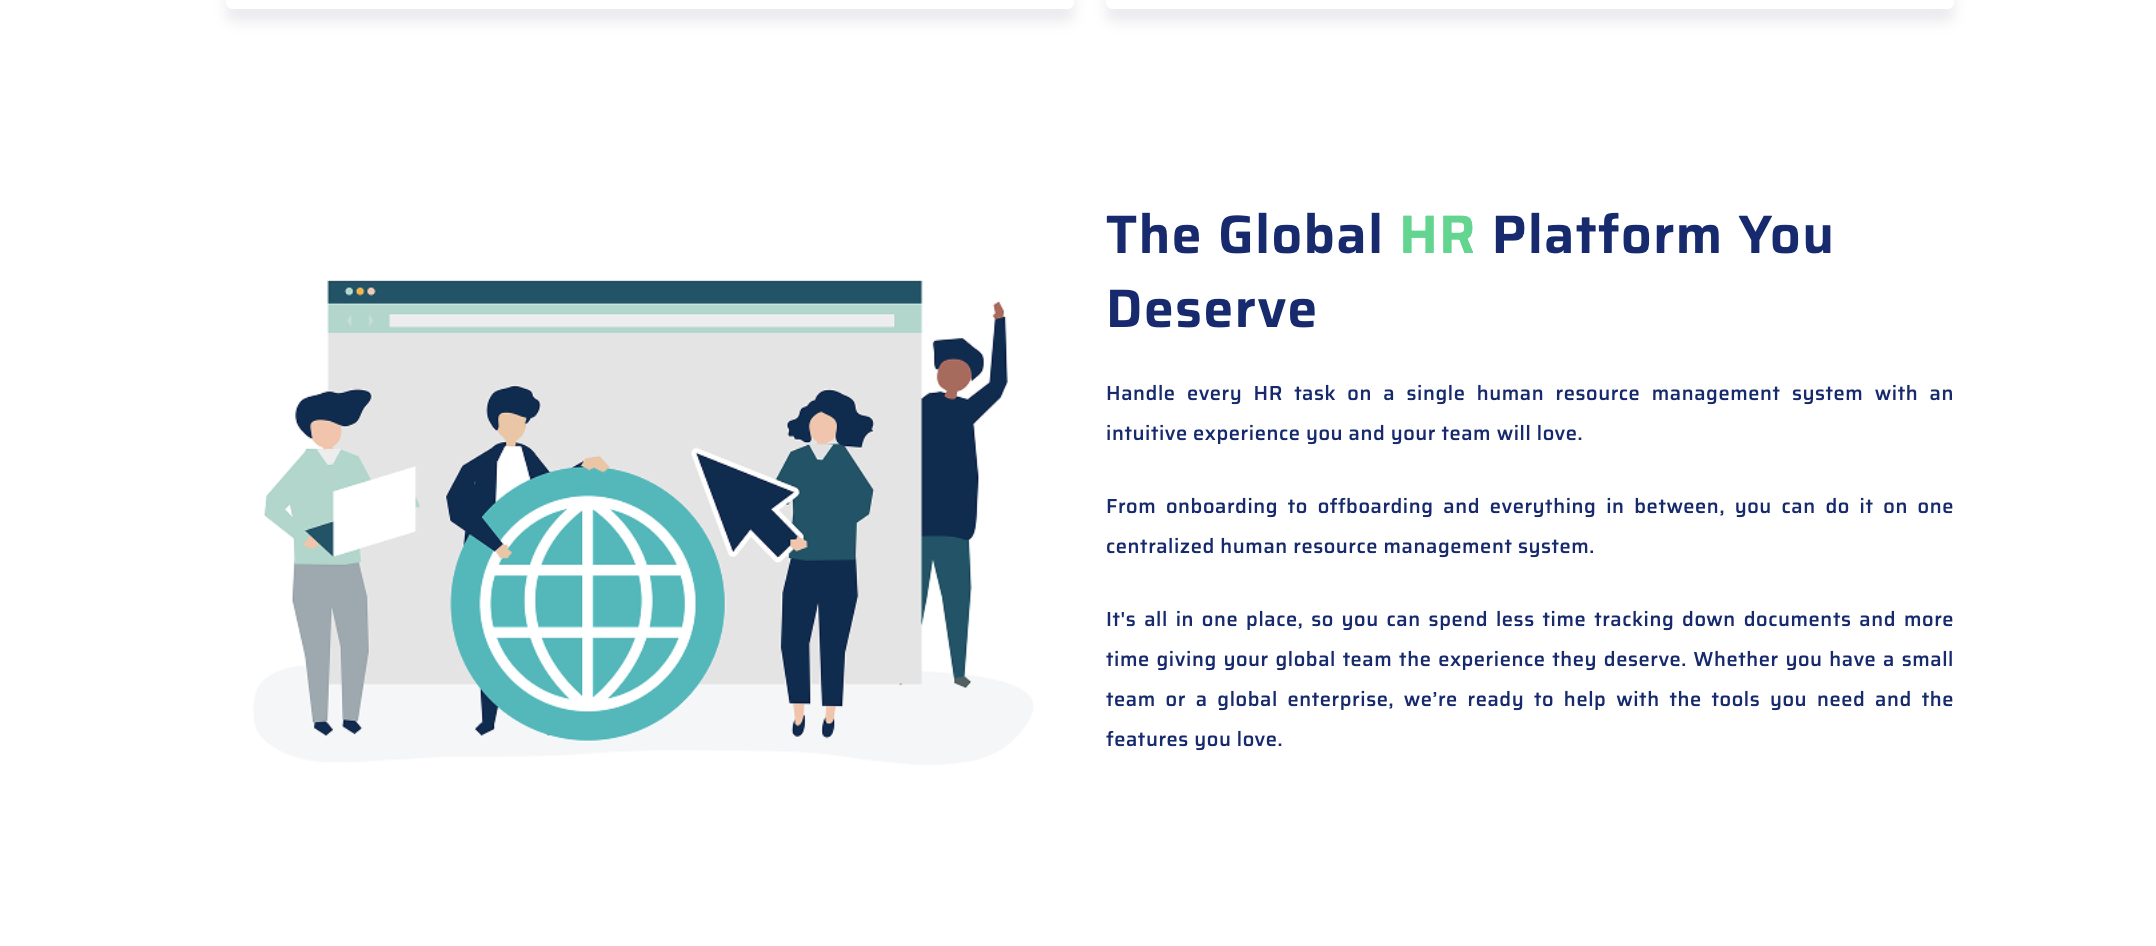 The Global HR Platform You
Deserve
Handle every HR task on a single human resource management system with an
intuitive experience you and your team will love.
From onboarding to offboarding and everything in between, you can do it on one
centralized human resource management system.
It's all in one place, so you can spend less time tracking down documents and more
time giving your global team the experience they deserve. Whether you have a small
team or a global enterprise, we’re ready to help with the tools you need and the
features you love.